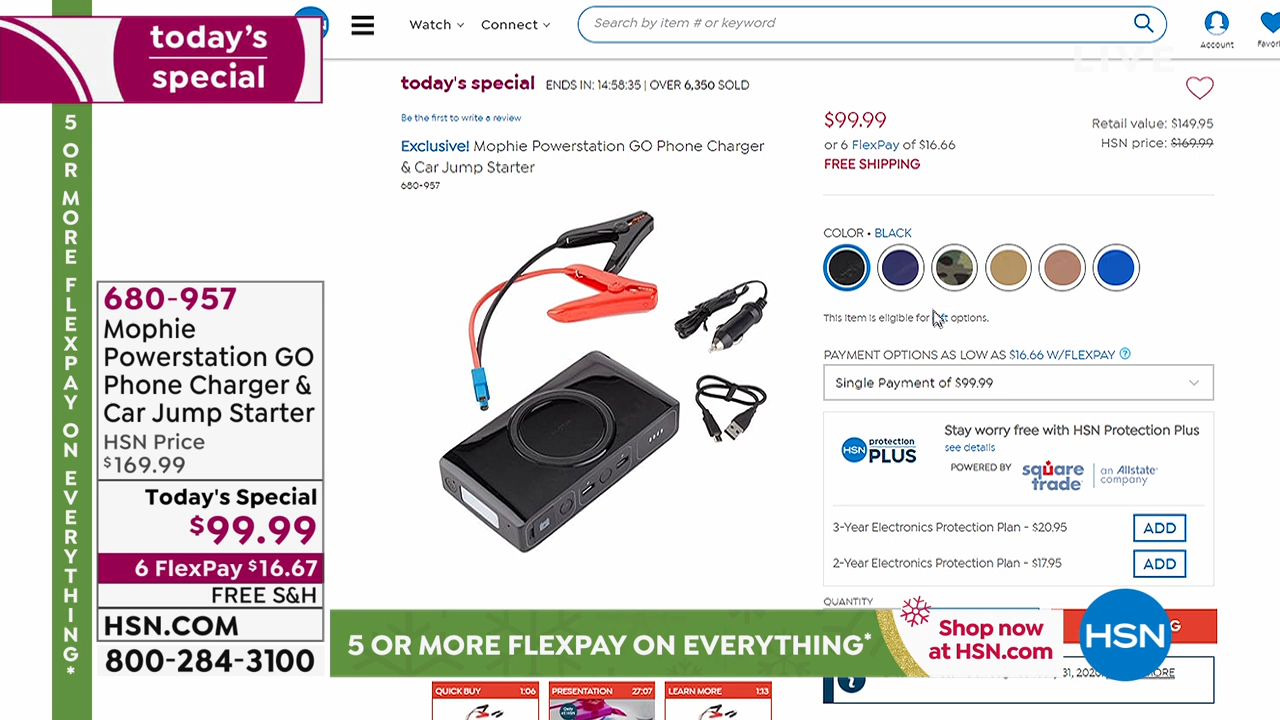 today's
special
5 OR MORE FLEXPAY ON EVERYTHING*
680-957
Mophie
Powerstation GO
Phone Charger &
Car Jump Starter
HSN Price
$169.99
Today's Special
$99.99
6 FlexPay $16.67
FREE S&H
HSN.COM
800-284-3100
Watch
Connect
Search by item # or keyword
Account
LIVE
today's special ENDS IN: 14:58:35 | OVER 6,350 SOLD
Be the first to write a review
Exclusive! Mophie Powerstation GO Phone Charger
& Car Jump Starter
680-957
$99.99
or 6 FlexPay of $16.66
FREE SHIPPING
Retail value: $149.95
HSN price: $169.99
COLOR • BLACK
This item is eligible for options.
PAYMENT OPTIONS AS LOW AS $16.66 W/FLEXPAY ?
Single Payment of $99.99
HSN protection PLUS
Stay worry free with HSN Protection Plus
see details
POWERED BY
square trade
an Allstate company
3-Year Electronics Protection Plan - $20.95 ADD
2-Year Electronics Protection Plan - $17.95 ADD
QUANTITY
5 OR MORE FLEXPAY ON EVERYTHING*
Shop now
at HSN.com
HSN
QUICK BUY 1:06
PRESENTATION 27:07
LEARN MORE 1:13